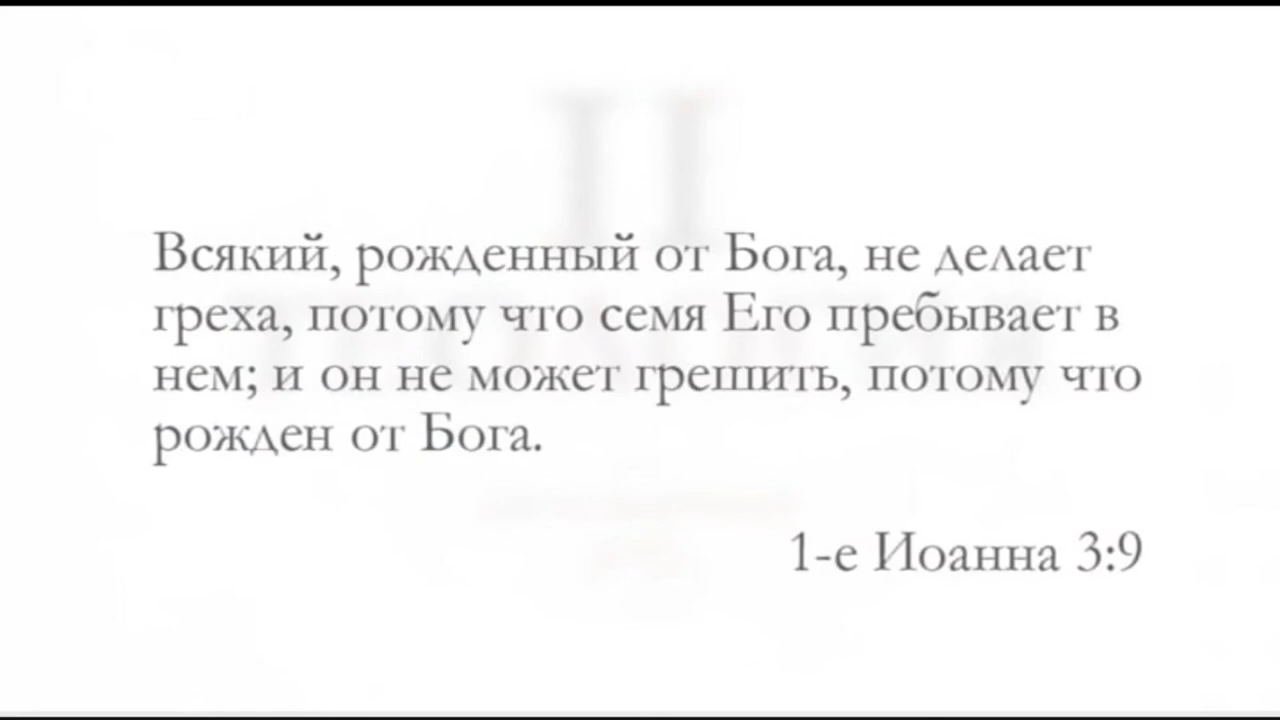 Всякий, рожденный от Бога, не делает
греха, потому что семя Его пребывает в
нем; и он не может грешить, потому что
рожден от Бога.
1-е Иоанна 3:9